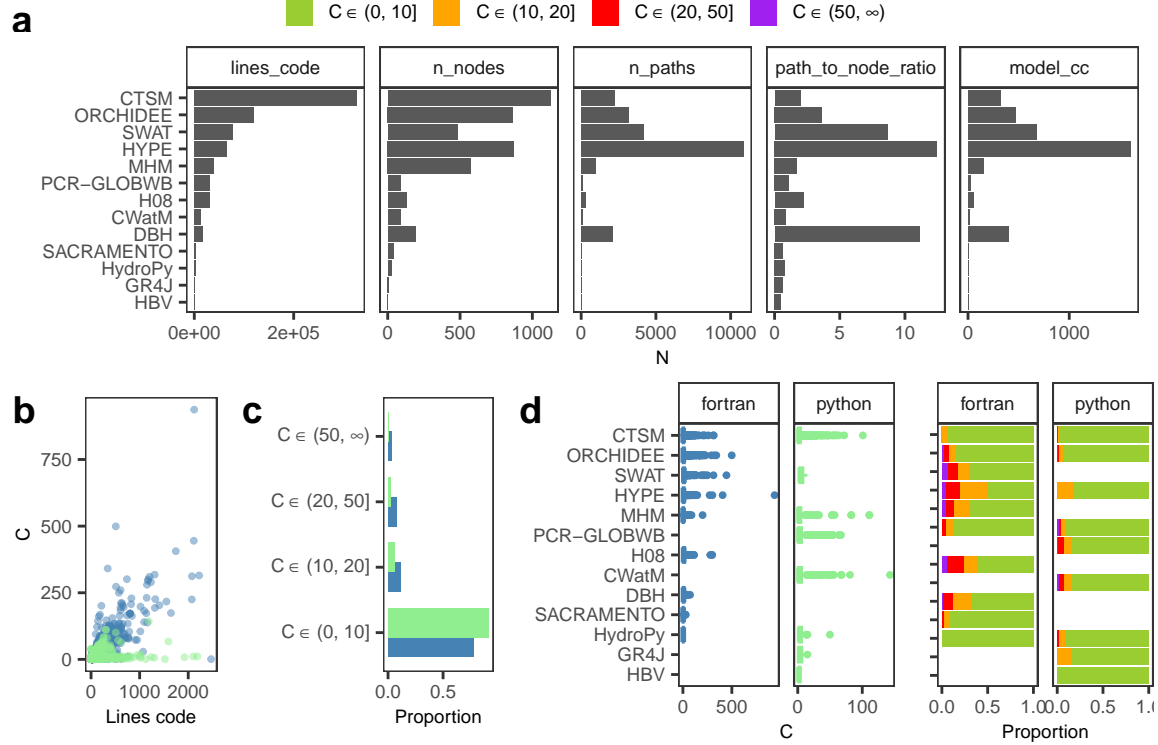 C ∈ (0, 10] C ∈ (10, 20] C ∈ (20, 50] C ∈ (50, ∞)
a
lines_code n_nodes n_paths path_to_node_ratio model_cc
CTSM
ORCHIDEE
SWAT
HYPE
MHM
PCR−GLOBWB
H08
CWatM
DBH
SACRAMENTO
HydroPy
GR4J
HBV
0e+00 2e+05 0 500 1000 0 5000 10000 0 5 10 0 1000
N
b
C
750
500
250
0
0 1000 2000
Lines code
c
C ∈ (50, ∞)
C ∈ (20, 50]
C ∈ (10, 20]
C ∈ (0, 10]
0.0 0.5
Proportion
d
fortran python fortran python
CTSM
ORCHIDEE
SWAT
HYPE
MHM
PCR−GLOBWB
H08
CWatM
DBH
SACRAMENTO
HydroPy
GR4J
HBV
0 500 0 100 0.0 0.5 1.0 0.0 0.5 1.0
C Proportion